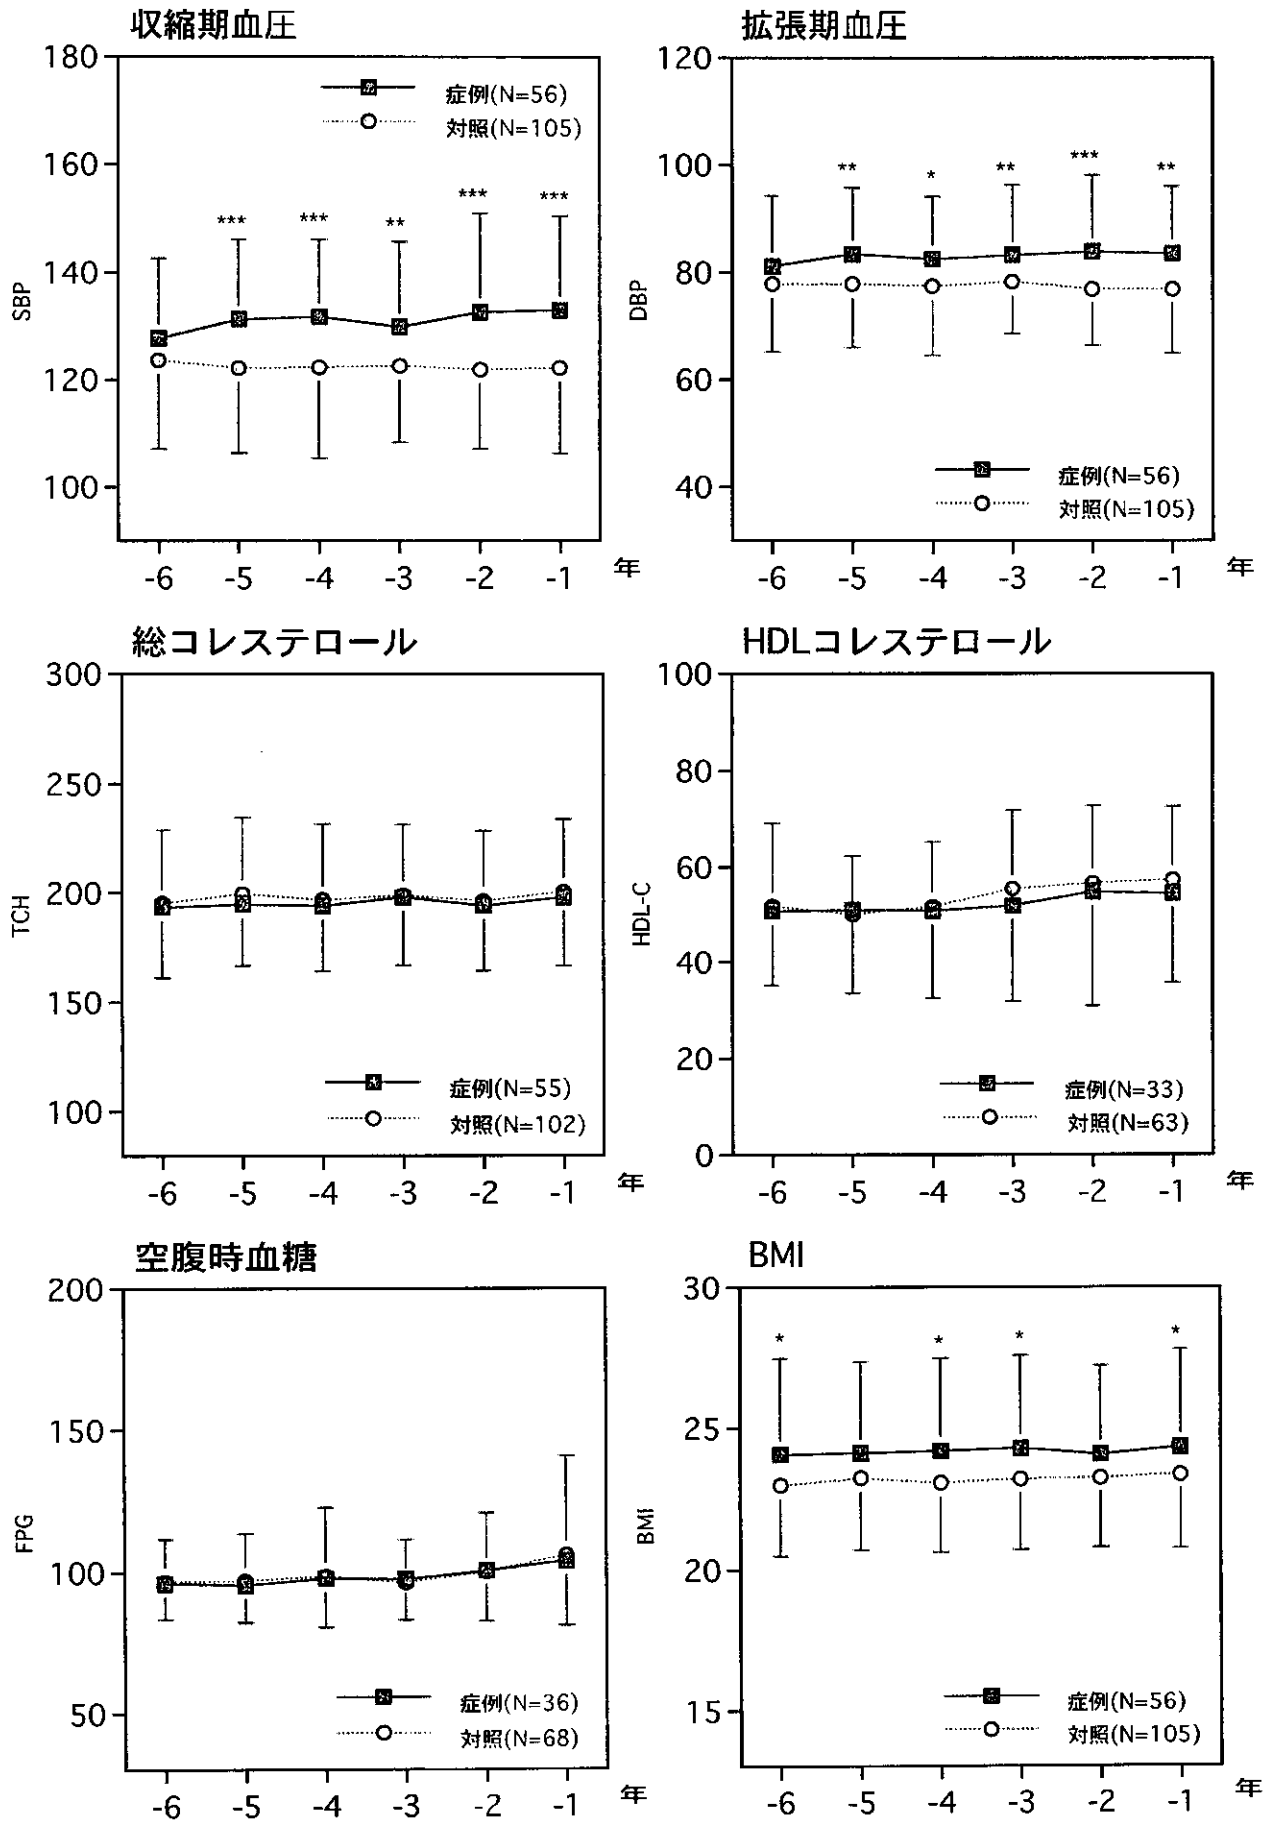 収縮期血圧
180
160
140
120
100
SBP
症例(N=56)
対照(N=105)
***
***
**
***
***
-6 -5 -4 -3 -2 -1 年
拡張期血圧
120
100
80
60
40
DBP
**
*
**
***
**
症例(N=56)
対照(N=105)
-6 -5 -4 -3 -2 -1 年
総コレステロール
300
250
200
150
100
TCH
症例(N=55)
対照(N=102)
-6 -5 -4 -3 -2 -1 年
HDLコレステロール
100
80
60
40
20
0
HDL-C
症例(N=33)
対照(N=63)
-6 -5 -4 -3 -2 -1 年
空腹時血糖
200
150
100
50
FPG
症例(N=36)
対照(N=68)
-6 -5 -4 -3 -2 -1 年
BMI
30
25
20
15
BMI
*
*
*
*
症例(N=56)
対照(N=105)
-6 -5 -4 -3 -2 -1 年